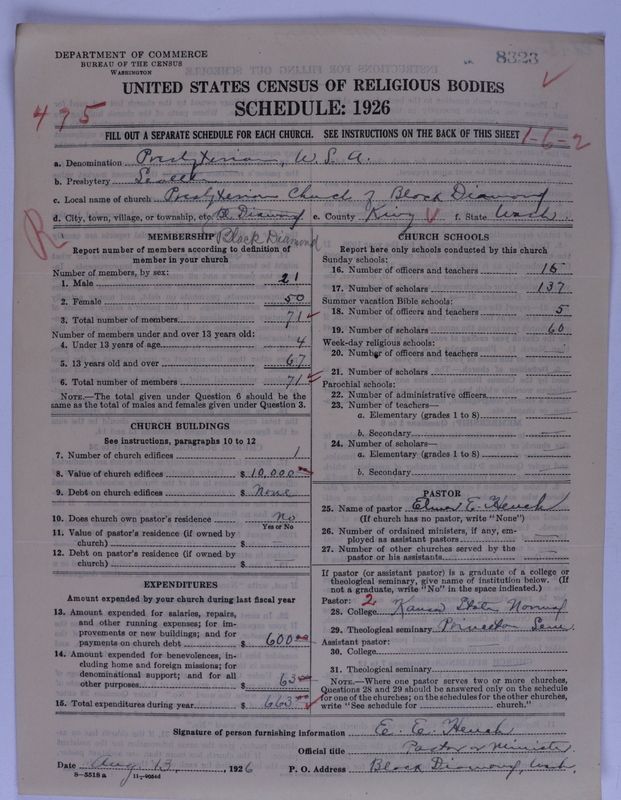 DEPARTMENT OF COMMERCE
BUREAU OF THE CENSUS
WASHINGTON
8323
UNITED STATES CENSUS OF RELIGIOUS BODIES
SCHEDULE: 1926
475
FILL OUT A SEPARATE SCHEDULE FOR EACH CHURCH. SEE INSTRUCTIONS ON THE BACK OF THIS SHEET
1-6-2
a. Denomination Presbyterian, U.S.A.
b. Presbytery Seattle
c. Local name of church Presbyterian Church of Black Diamond
d. City, town, village, or township, etc. Bl. Diamond e. County King f. State Wash.
R
MEMBERSHIP Black Diamond
Report number of members according to definition of
member in your church
Number of members, by sex:
1. Male 21
2. Female 50
3. Total number of members 71
Number of members under and over 13 years old:
4. Under 13 years of age 4
5. 13 years old and over 67
6. Total number of members 71
NOTE.—The total given under Question 6 should be the
same as the total of males and females given under Question 3.
CHURCH BUILDINGS
See instructions, paragraphs 10 to 12
7. Number of church edifices 1
8. Value of church edifices $ 10,000 00
9. Debt on church edifices $ None
10. Does church own pastor's residence No
Yes or No
11. Value of pastor's residence (if owned by
church) $
12. Debt on pastor's residence (if owned by
church) $
EXPENDITURES
Amount expended by your church during last fiscal year
13. Amount expended for salaries, repairs,
and other running expenses; for im-
provements or new buildings; and for
payments on church debt $ 600 00
14. Amount expended for benevolences, in-
cluding home and foreign missions; for
denominational support; and for all
other purposes $ 63
15. Total expenditures during year $ 663 00
CHURCH SCHOOLS
Report here only schools conducted by this church
Sunday schools:
16. Number of officers and teachers 15
17. Number of scholars 137
Summer vacation Bible schools:
18. Number of officers and teachers 5
19. Number of scholars 60
Week-day religious schools:
20. Number of officers and teachers
21. Number of scholars
Parochial schools:
22. Number of administrative officers
23. Number of teachers—
a. Elementary (grades 1 to 8)
b. Secondary
24. Number of scholars—
a. Elementary (grades 1 to 8)
b. Secondary
PASTOR
25. Name of pastor Elmer E.
(If church has no pastor, write "None")
26. Number of ordained ministers, if any, em-
ployed as assistant pastors
27. Number of other churches served by the
pastor or his assistants
If pastor (or assistant pastor) is a graduate of a college or
theological seminary, give name of institution below. (If
not a graduate, write "No" in the space indicated.)
Pastor: 2
28. College Kansas State Normal
29. Theological seminary Princeton Sem.
Assistant pastor:
30. College
31. Theological seminary
NOTE.—Where one pastor serves two or more churches,
Questions 28 and 29 should be answered only on the schedule
for one of the churches; on the schedules for the other churches,
write "See schedule for church."
Signature of person furnishing information E. E.
Official title Pastor or Minister
Date Aug 13, 1926 P. O. Address Black Diamond, Wash.
8—5518 a